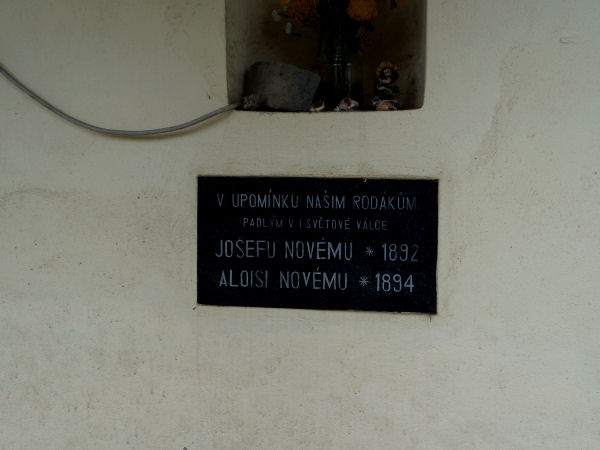 V UPOMÍNKU NAŠIM RODÁKŮM
PADLÝM V I SVĚTOVÉ VÁLCE
JOSEFU NOVÉMU * 1892
ALOISI NOVÉMU * 1894